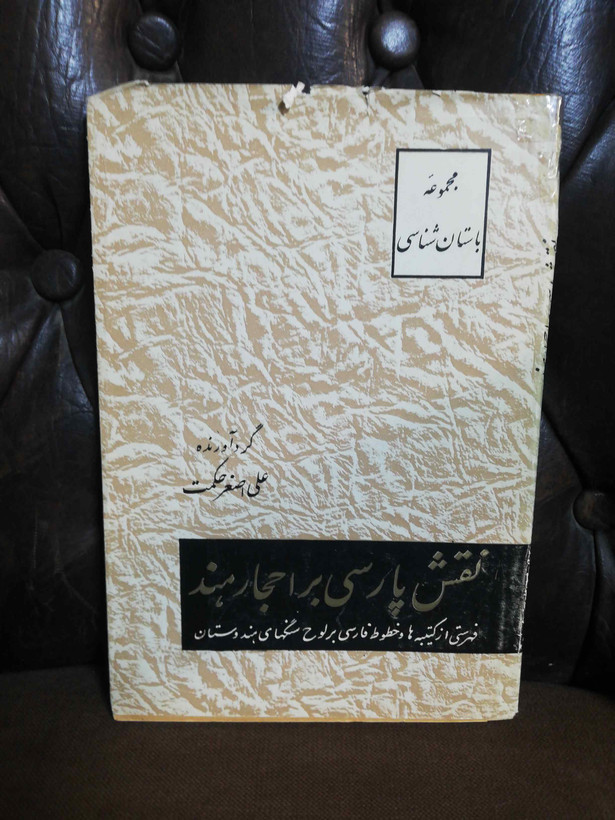 مجموعهٔ
باستان شناسی
گردآورنده
علی اصغر حکمت
نقش پارسی بر احجار هند
فهرستی از کتیبه ها و خطوط فارسی بر لوح سنگهای هندوستان